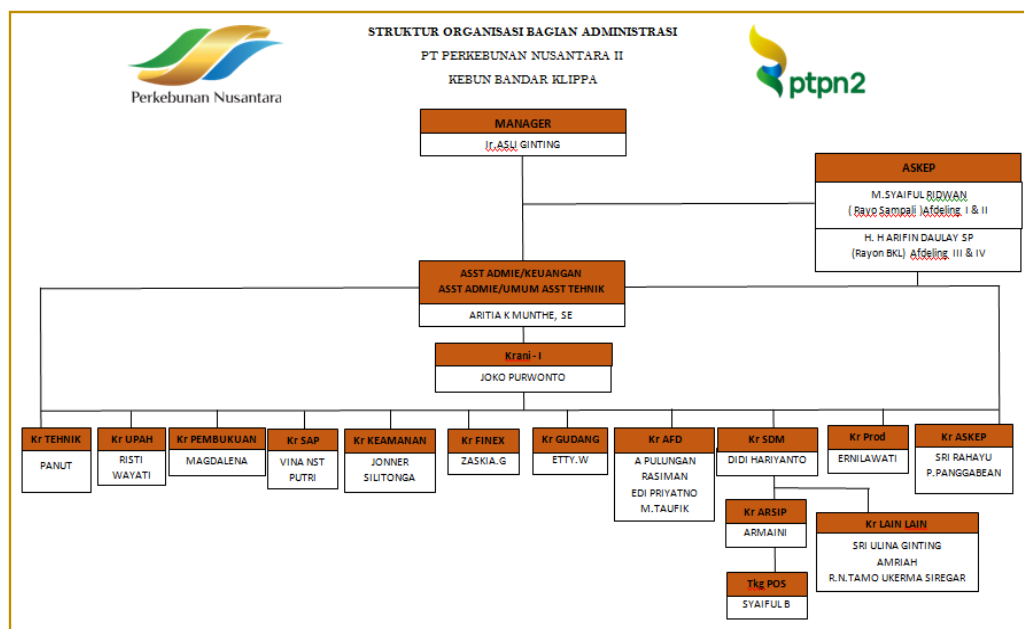 STRUKTUR ORGANISASI BAGIAN ADMINISTRASI
PT PERKEBUNAN NUSANTARA II
KEBUN BANDAR KLIPPA
Perkebunan Nusantara
ptpn2
MANAGER
Ir.ASLI GINTING
ASKEP
M.SYAIFUL RIDWAN
( Rayo Sampali )Afdeling I & II
H. H ARIFIN DAULAY SP
(Rayon BKL) Afdeling III & IV
ASST ADMIE/KEUANGAN
ASST ADMIE/UMUM ASST TEHNIK
ARITIA K MUNTHE, SE
Krani - I
JOKO PURWONTO
Kr TEHNIK
PANUT
Kr UPAH
RISTI
WAYATI
Kr PEMBUKUAN
MAGDALENA
Kr SAP
VINA NST
PUTRI
Kr KEAMANAN
JONNER
SILITONGA
Kr FINEX
ZASKIA.G
Kr GUDANG
ETTY.W
Kr AFD
A PULUNGAN
RASIMAN
EDI PRIYATNO
M.TAUFIK
Kr SDM
DIDI HARIYANTO
Kr Prod
ERNILAWATI
Kr ASKEP
SRI RAHAYU
P.PANGGABEAN
Kr ARSIP
ARMAINI
Kr LAIN LAIN
SRI ULINA GINTING
AMRIAH
R.N.TAMO UKERMA SIREGAR
Tkg POS
SYAIFUL B